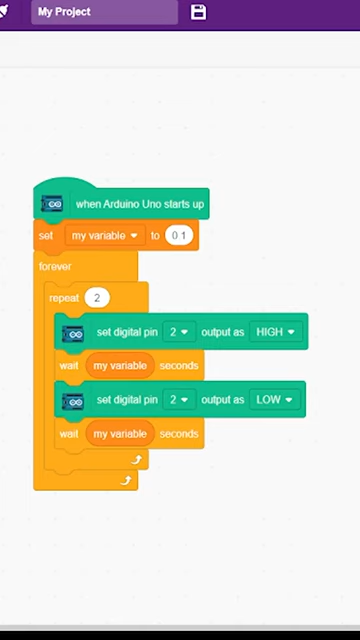 My Project
when Arduino Uno starts up
set my variable to 0 1
forever
repeat 2
set digital pin 2 output as HIGH
wait my variable seconds
set digital pin 2 output as LOW
wait my variable seconds